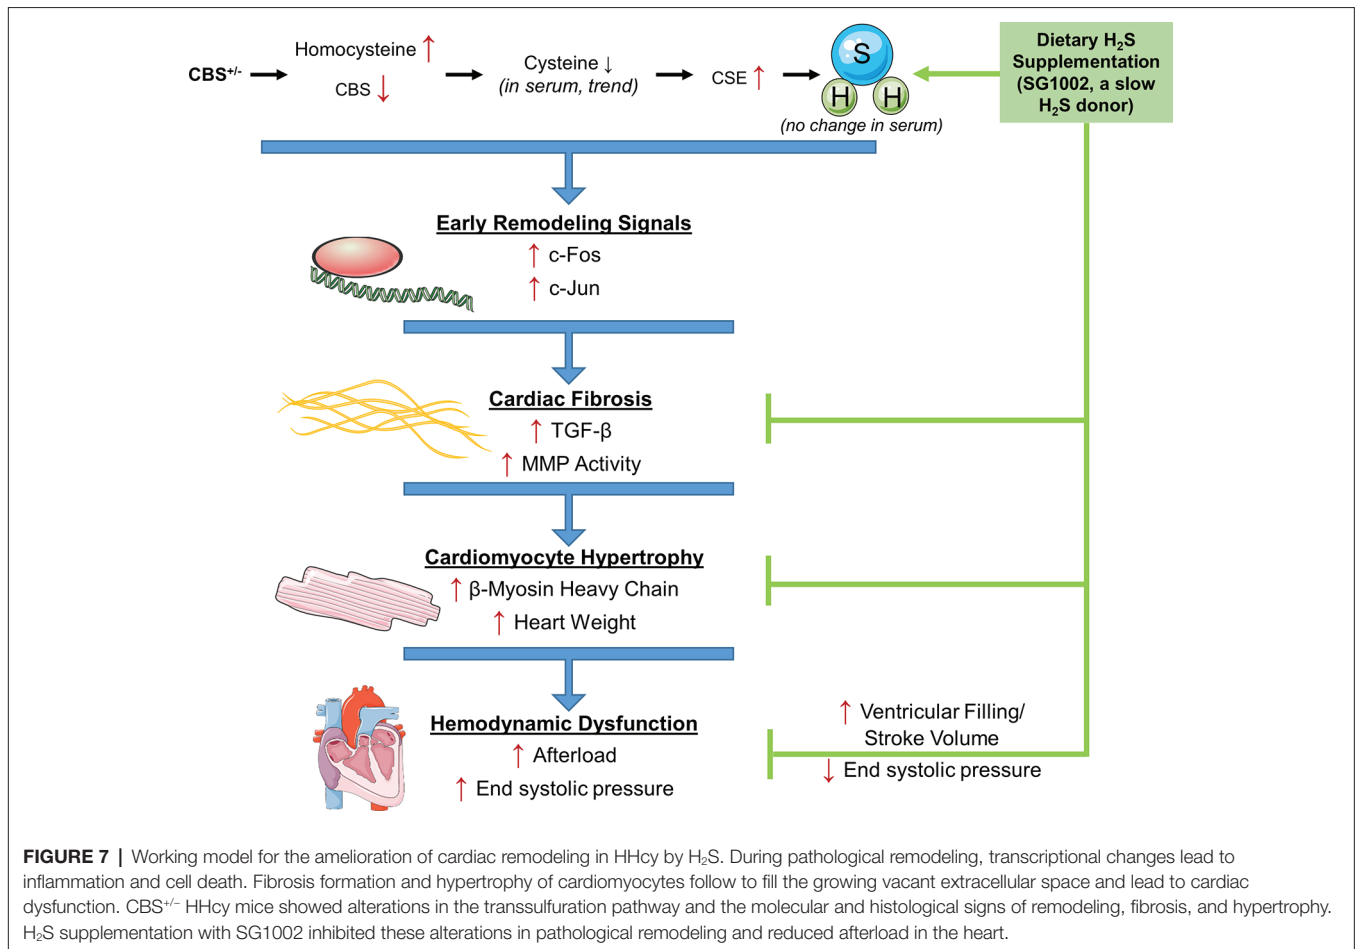 CBS+/-
Homocysteine ↑
CBS ↓
Cysteine ↓
(in serum, trend)
CSE ↑
S
H H
(no change in serum)
Dietary H₂S
Supplementation
(SG1002, a slow
H₂S donor)
Early Remodeling Signals
↑ c-Fos
↑ c-Jun
Cardiac Fibrosis
↑ TGF-β
↑ MMP Activity
Cardiomyocyte Hypertrophy
↑ β-Myosin Heavy Chain
↑ Heart Weight
Hemodynamic Dysfunction
↑ Afterload
↑ End systolic pressure
↑ Ventricular Filling/
Stroke Volume
↓ End systolic pressure
FIGURE 7 | Working model for the amelioration of cardiac remodeling in HHcy by H₂S. During pathological remodeling, transcriptional changes lead to
inflammation and cell death. Fibrosis formation and hypertrophy of cardiomyocytes follow to fill the growing vacant extracellular space and lead to cardiac
dysfunction. CBS+/− HHcy mice showed alterations in the transsulfuration pathway and the molecular and histological signs of remodeling, fibrosis, and hypertrophy.
H₂S supplementation with SG1002 inhibited these alterations in pathological remodeling and reduced afterload in the heart.